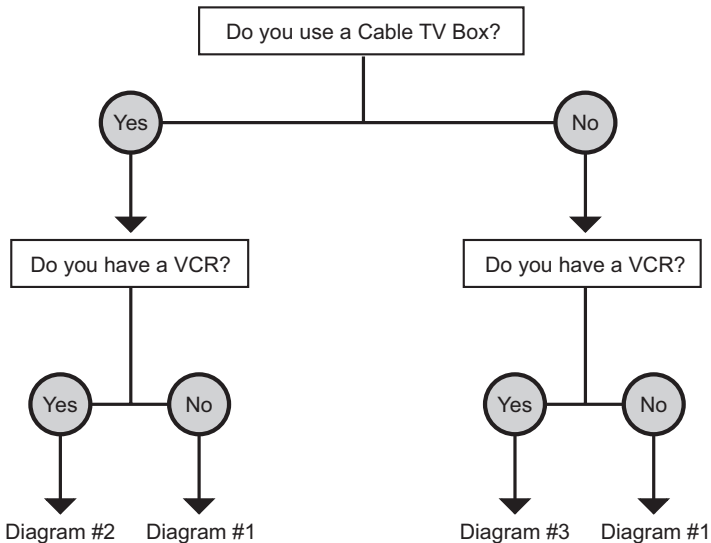 Do you use a Cable TV Box?
Yes
No
Do you have a VCR?
Do you have a VCR?
Yes
No
Yes
No
Diagram #2
Diagram #1
Diagram #3
Diagram #1